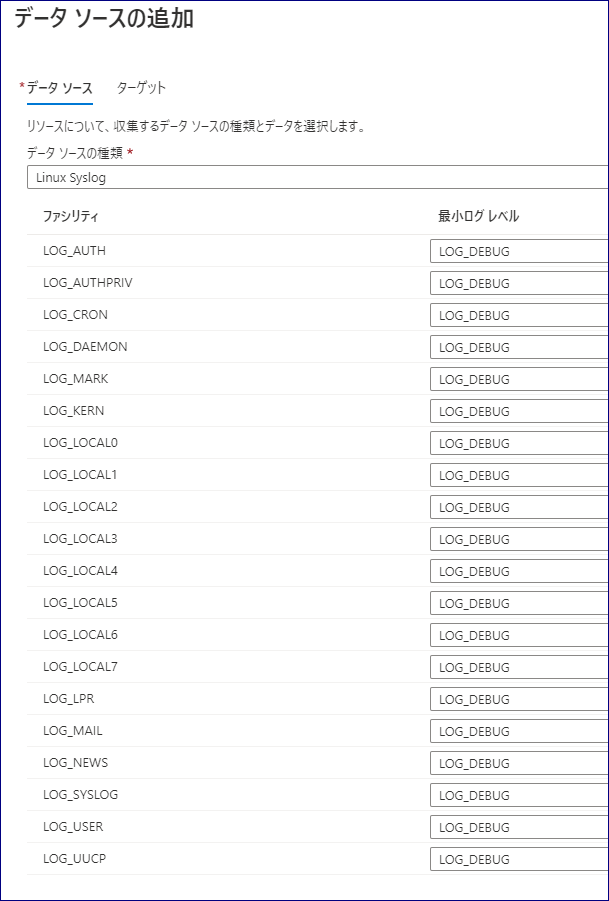 データ ソースの追加
*データ ソース ターゲット
リソースについて、収集するデータ ソースの種類とデータを選択します。
データ ソースの種類 *
Linux Syslog
ファシリティ 最小ログ レベル
LOG_AUTH LOG_DEBUG
LOG_AUTHPRIV LOG_DEBUG
LOG_CRON LOG_DEBUG
LOG_DAEMON LOG_DEBUG
LOG_MARK LOG_DEBUG
LOG_KERN LOG_DEBUG
LOG_LOCAL0 LOG_DEBUG
LOG_LOCAL1 LOG_DEBUG
LOG_LOCAL2 LOG_DEBUG
LOG_LOCAL3 LOG_DEBUG
LOG_LOCAL4 LOG_DEBUG
LOG_LOCAL5 LOG_DEBUG
LOG_LOCAL6 LOG_DEBUG
LOG_LOCAL7 LOG_DEBUG
LOG_LPR LOG_DEBUG
LOG_MAIL LOG_DEBUG
LOG_NEWS LOG_DEBUG
LOG_SYSLOG LOG_DEBUG
LOG_USER LOG_DEBUG
LOG_UUCP LOG_DEBUG